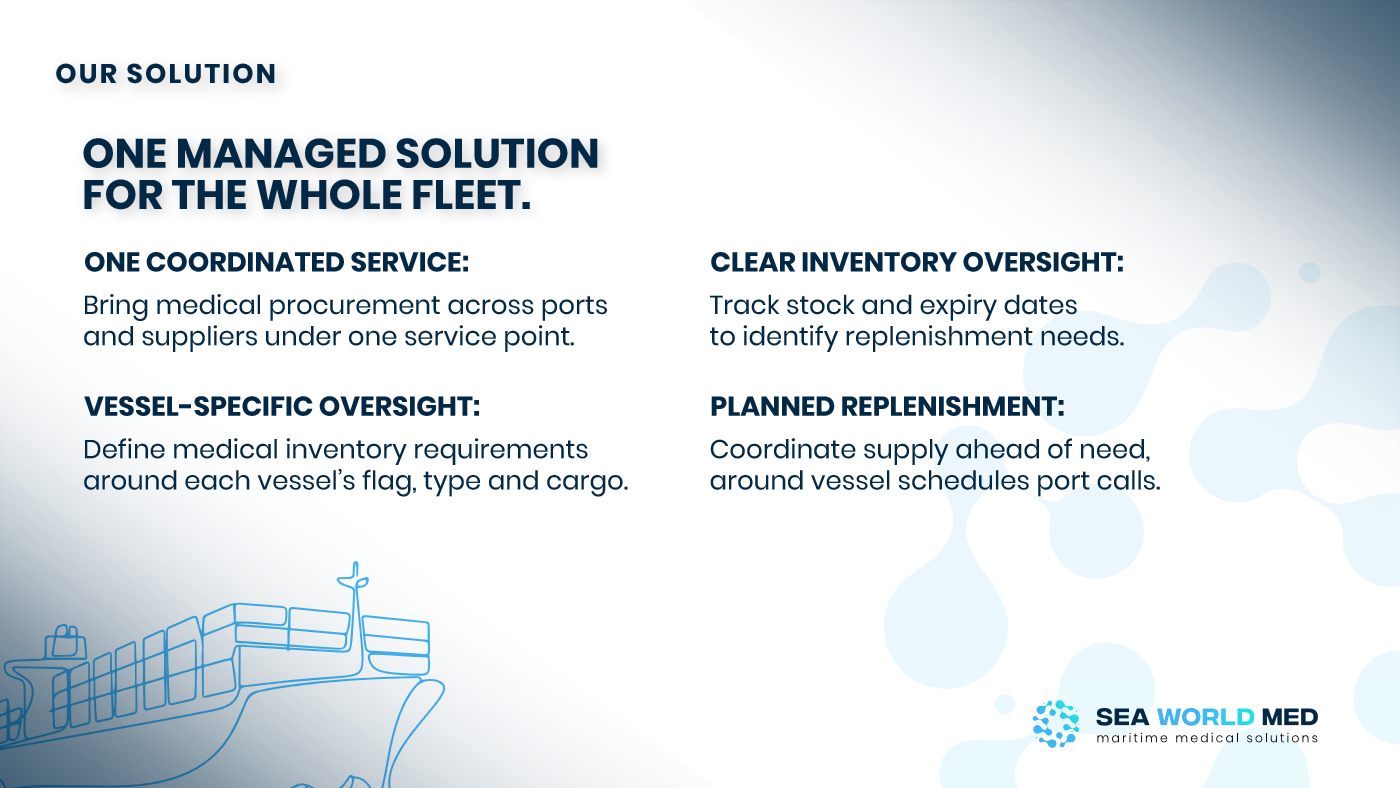 OUR SOLUTION
ONE MANAGED SOLUTION
FOR THE WHOLE FLEET.
ONE COORDINATED SERVICE:
Bring medical procurement across ports
and suppliers under one service point.
VESSEL-SPECIFIC OVERSIGHT:
Define medical inventory requirements
around each vessel's flag, type and cargo.
CLEAR INVENTORY OVERSIGHT:
Track stock and expiry dates
to identify replenishment needs.
PLANNED REPLENISHMENT:
Coordinate supply ahead of need,
around vessel schedules port calls.
SEA WORLD MED
maritime medical solutions